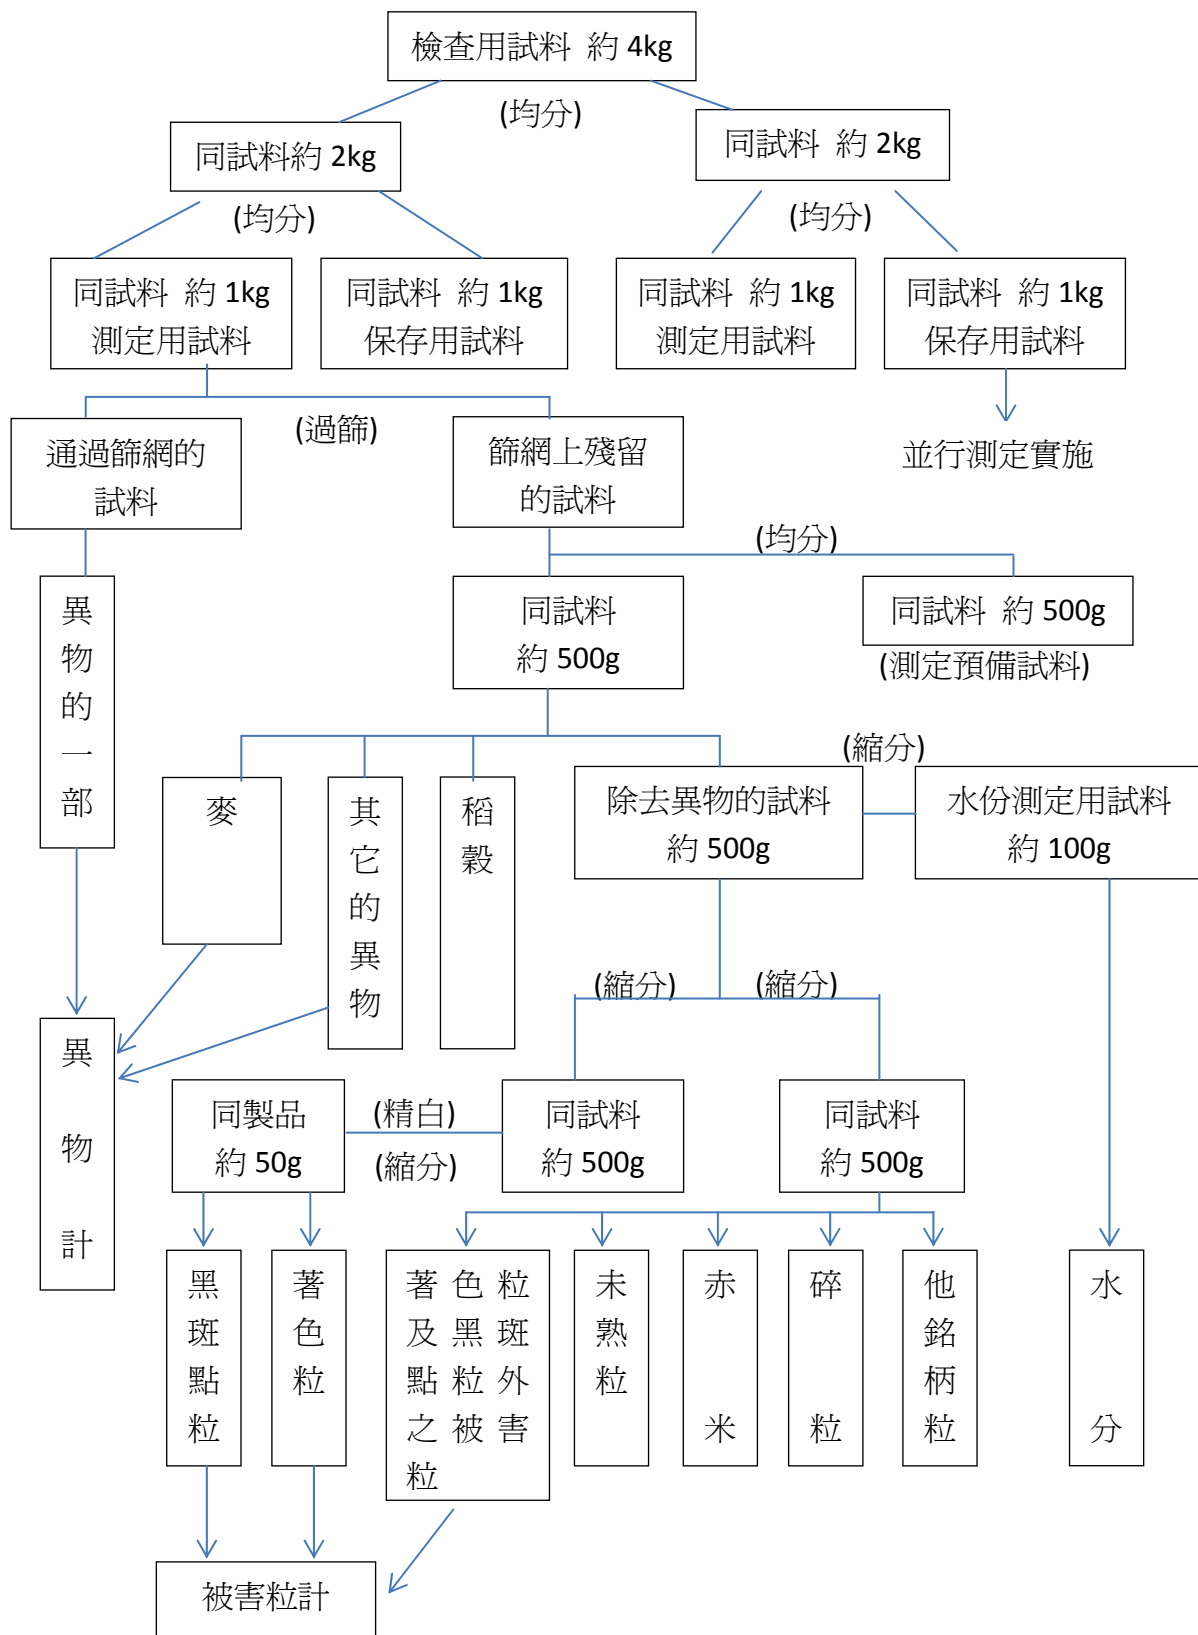 檢查用試料 約 4kg
(均分)
同試料約 2kg
同試料 約 2kg
(均分)
(均分)
同試料 約 1kg
測定用試料
同試料 約 1kg
保存用試料
同試料 約 1kg
測定用試料
同試料 約 1kg
保存用試料
(過篩)
通過篩網的
試料
篩網上殘留
的試料
並行測定實施
(均分)
異物的一部
同試料
約 500g
同試料 約 500g
(測定預備試料)
(縮分)
麥
其它的異物
稻穀
除去異物的試料
約 500g
水份測定用試料
約 100g
(縮分)
(縮分)
異物計
同製品
約 50g
(精白)
(縮分)
同試料
約 500g
同試料
約 500g
黑斑點粒
著色粒
著色粒
及黑斑
點粒外
之被害
粒
未熟粒
赤米
碎粒
他銘柄粒
水分
被害粒計